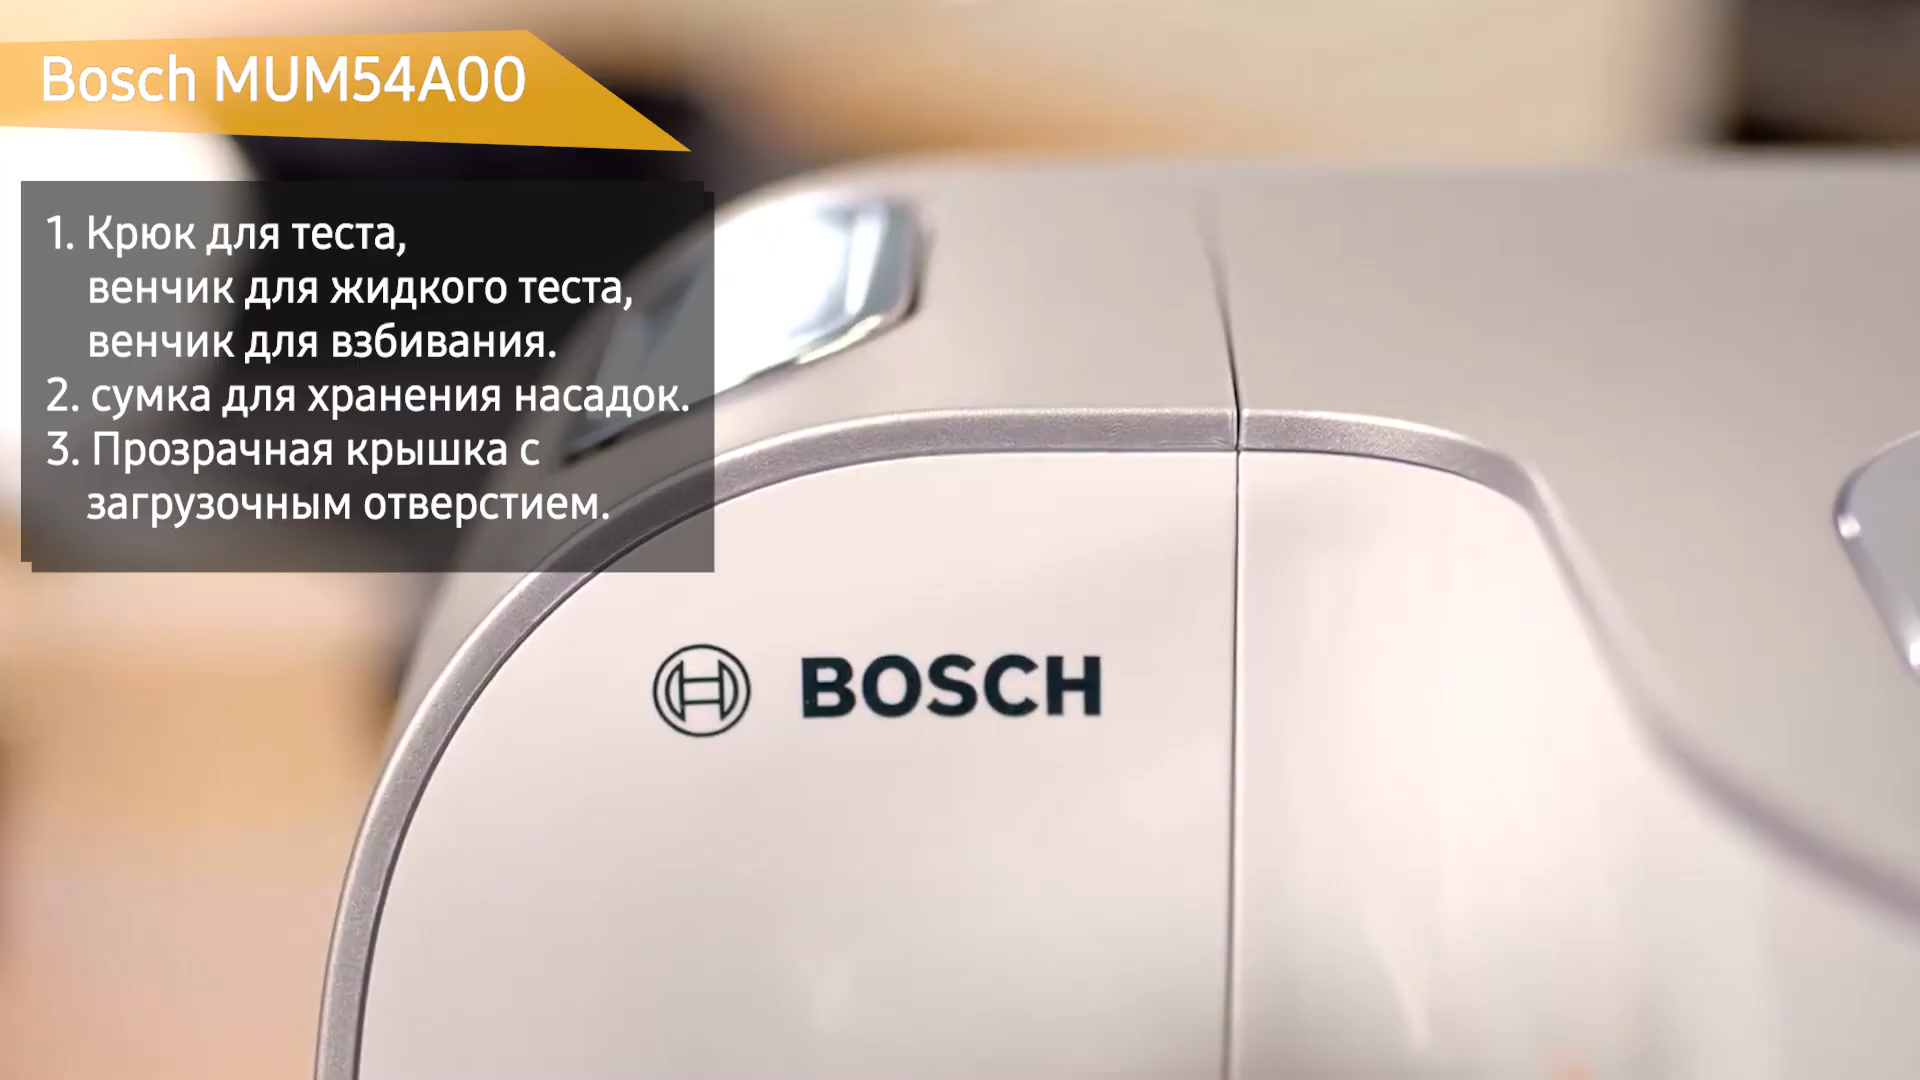 Bosch MUM54A00
1. Крюк для теста,
венчик для жидкого теста,
венчик для взбивания.
2. сумка для хранения насадок.
3. Прозрачная крышка с
загрузочным отверстием.
BOSCH